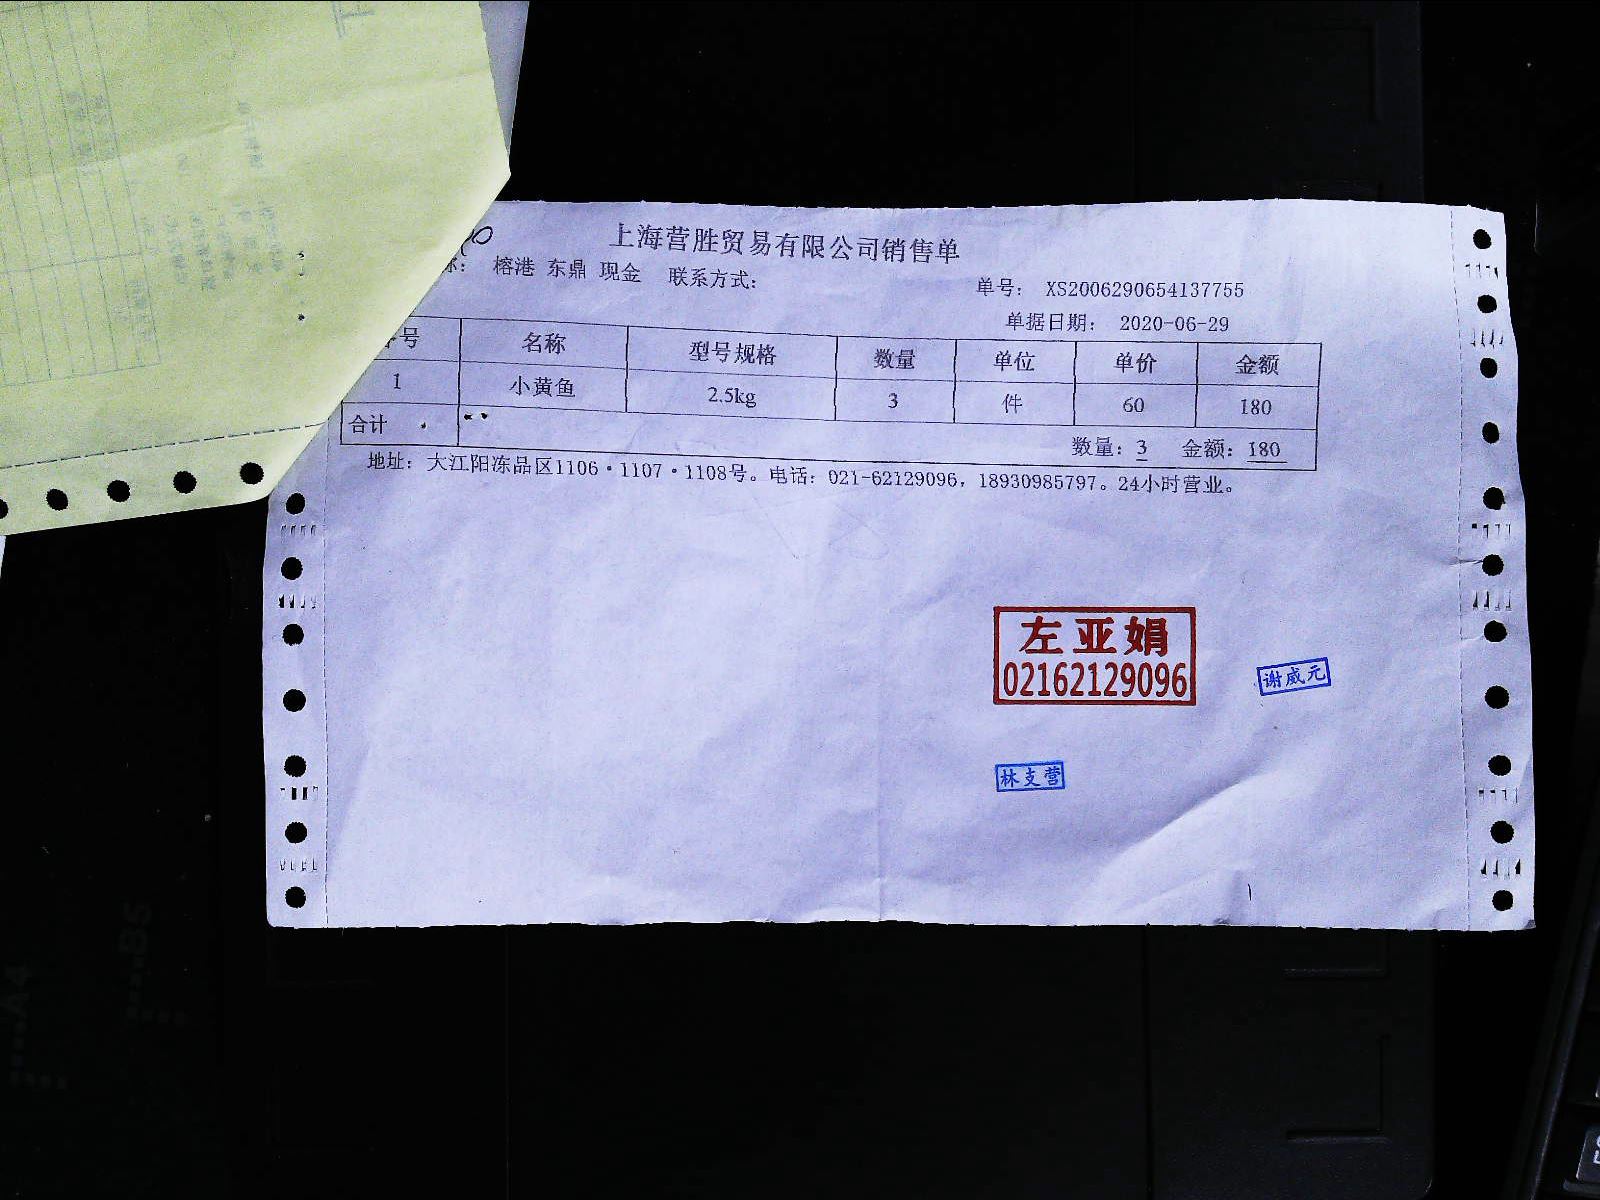 上海营胜贸易有限公司销售单
称: 榕港 东鼎 现金 联系方式:
单号: XS2006290654137755
单据日期: 2020-06-29
号 名称 型号规格 数量 单位 单价 金额
1 小黄鱼 2.5kg 3 件 60 180
合计 数量: 3 金额: 180
地址: 大江阳冻品区1106·1107·1108号。电话: 021-62129096, 18930985797。24小时营业。
左亚娟
02162129096
谢威元
林支营
B5
A4